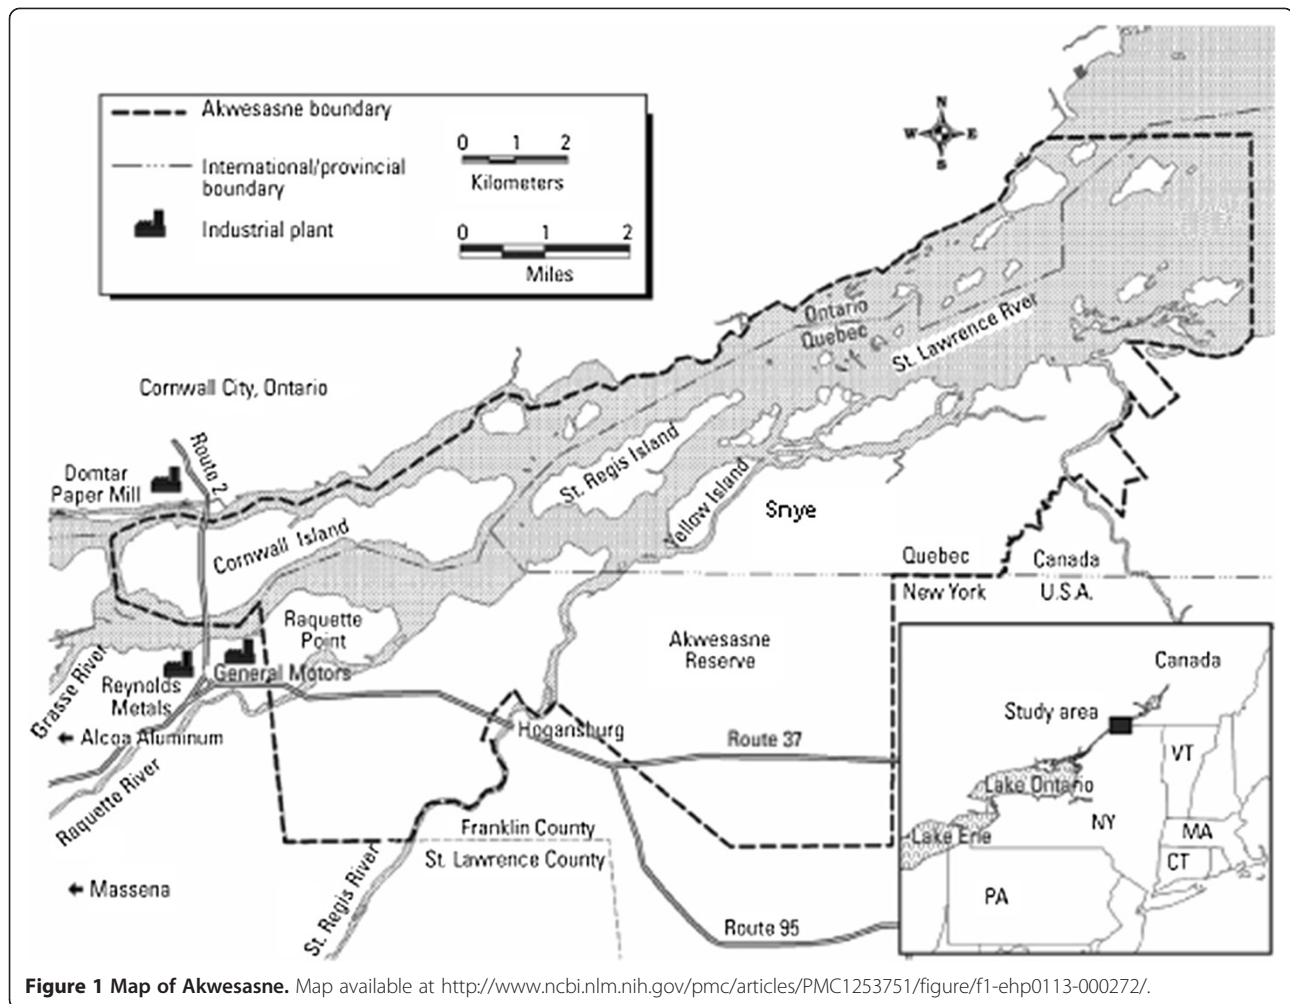 Akwesasne boundary
International/provincial
boundary
Industrial plant
0 1 2
Kilometers
0 1 2
Miles
N
W E
S
Ontario
Quebec
St. Lawrence Rver
Cornwall City, Ontario
Route 2
Domtar
Paper Mill
St. Regis Island
Yellow Island
Snye
Cornwall Island
Quebec
Canada
New York
U.S.A.
Raquette
Point
Akwesasne
Reserve
General Motors
Reynolds
Metals
Grasse River
Alcoa Aluminum
Raquette River
Hogansburg
Route 37
Franklin County
St. Lawrence County
St. Regis River
Massena
Route 95
Canada
Study area
VT
Lake Ontario
NY
MA
Lake Erie
CT
PA
Figure 1 Map of Akwesasne. Map available at http://www.ncbi.nlm.nih.gov/pmc/articles/PMC1253751/figure/f1-ehp0113-000272/.